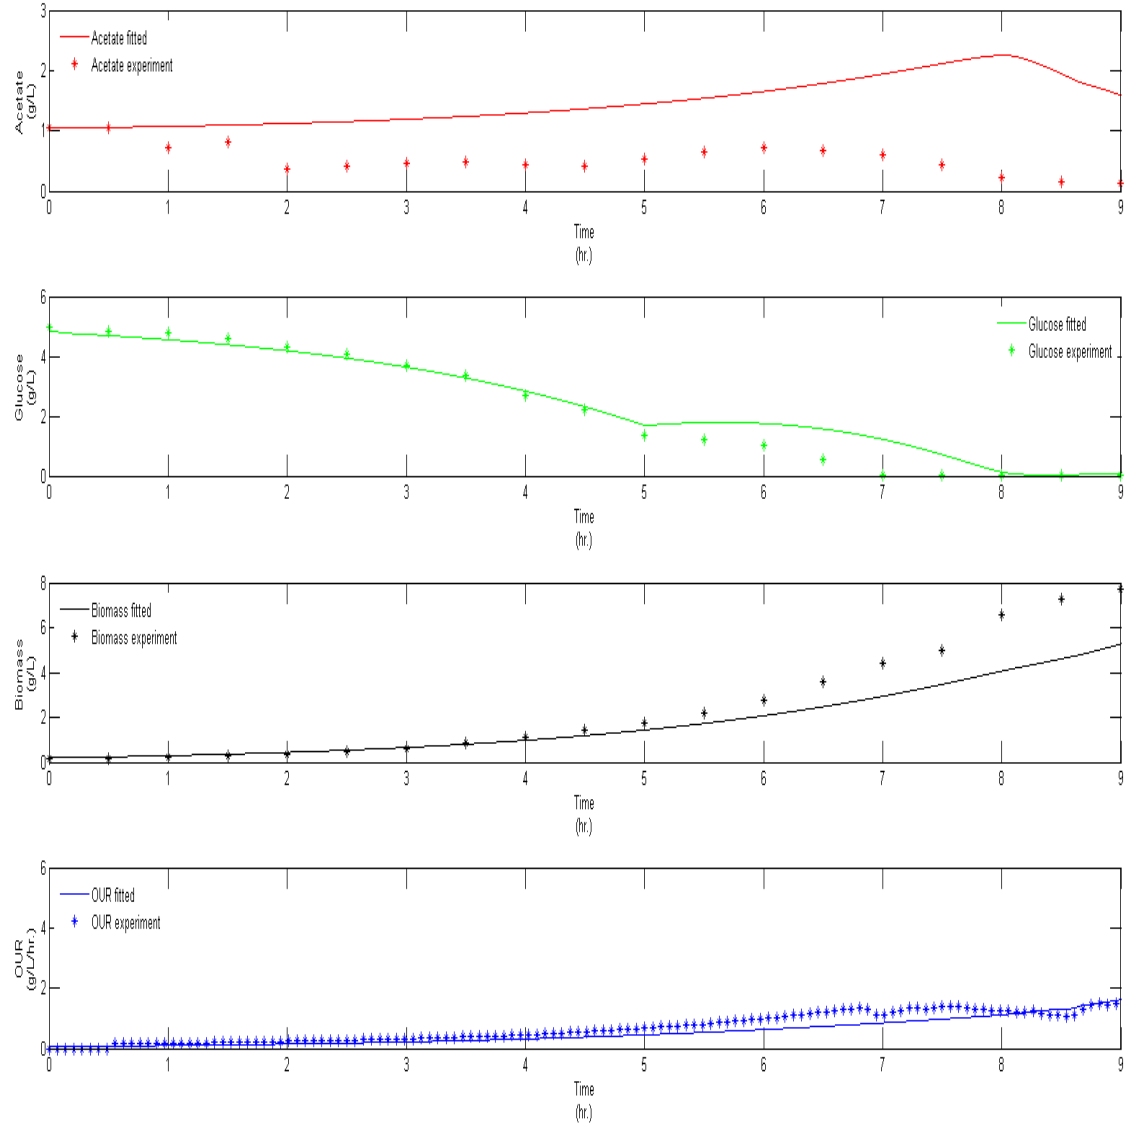 3
Acetate fitted
Acetate experiment
2
Acetate
(g/L)
1
0
0 1 2 3 4 5 6 7 8 9
Time
(hr.)
6
Glucose fitted
Glucose experiment
4
Glucose
(g/L)
2
0
0 1 2 3 4 5 6 7 8 9
Time
(hr.)
8
Biomass fitted
Biomass experiment
6
Biomass
(g/L)
4
2
0
0 1 2 3 4 5 6 7 8 9
Time
(hr.)
6
OUR fitted
OUR experiment
4
OUR
(g/L/hr.)
2
0
0 1 2 3 4 5 6 7 8 9
Time
(hr.)